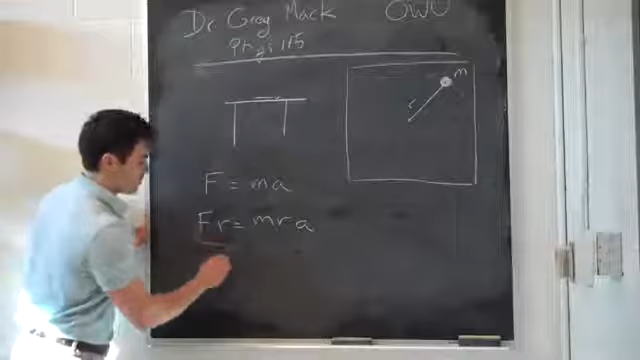 Dr. Greg Mack OWU
Phys 115
m
r
F = ma
Fr = mra